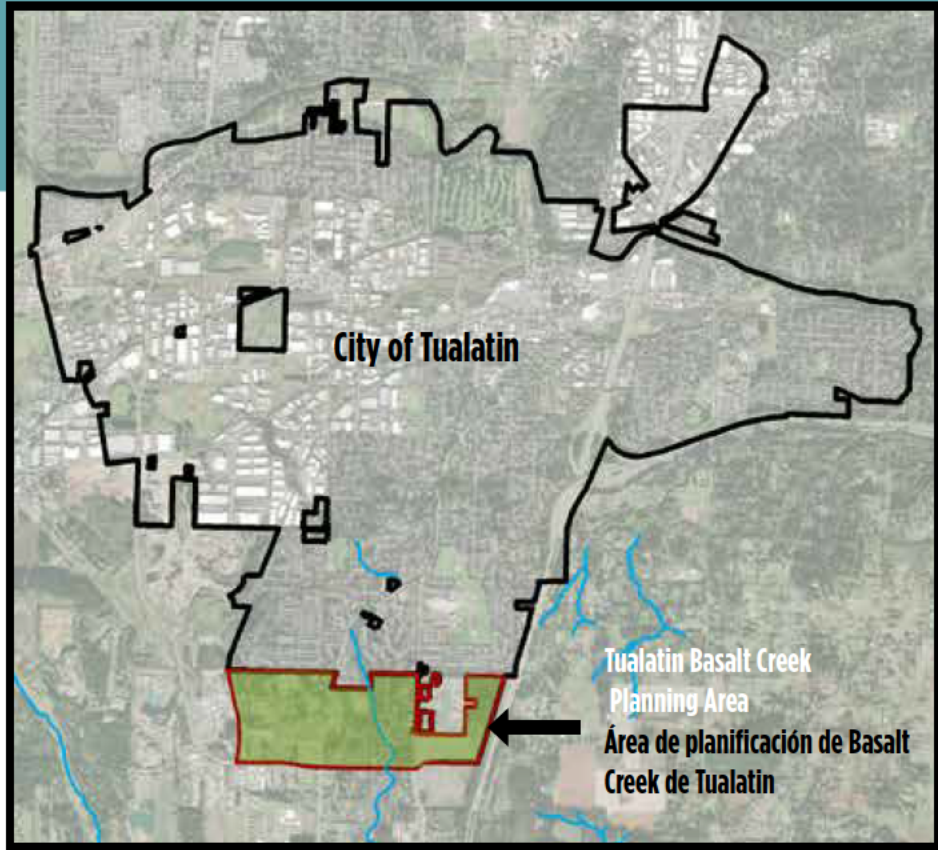 City of Tualatin
Tualatin Basalt Creek
Planning Area
Área de planificación de Basalt
Creek de Tualatin